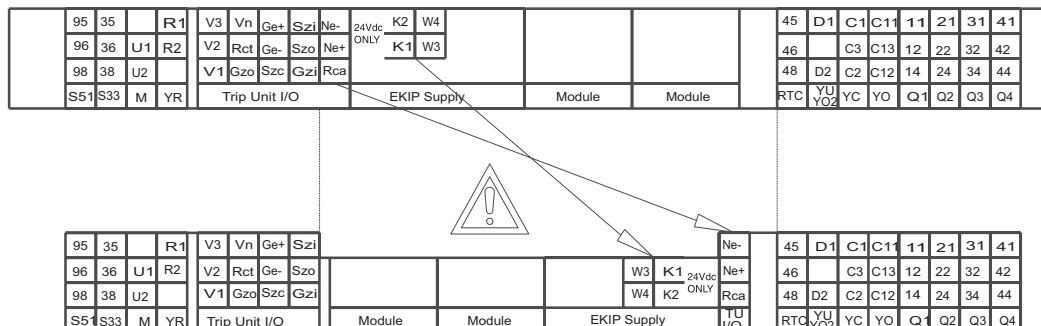 95 35 R1 V3 Vn Ge+ Szi Ne- 24Vdc ONLY K2 W4 45 D1 C1 C11 11 21 31 41
96 36 U1 R2 V2 Rct Ge- Szo Ne+ K1 W3 46 C3 C13 12 22 32 42
98 38 U2 V1 Gzo Szc Gzi Rca 48 D2 C2 C12 14 24 34 44
S51 S33 M YR Trip Unit I/O EKIP Supply Module Module RTC YU YO2 YC YO Q1 Q2 Q3 Q4
95 35 R1 V3 Vn Ge+ Szi Ne- 45 D1 C1 C11 11 21 31 41
96 36 U1 R2 V2 Rct Ge- Szo W3 K1 24Vdc ONLY Ne+ 46 C3 C13 12 22 32 42
98 38 U2 V1 Gzo Szc Gzi W4 K2 Rca 48 D2 C2 C12 14 24 34 44
S51 S33 M YR Trip Unit I/O Module Module EKIP Supply TU I/O RTC YU YO2 YC YO Q1 Q2 Q3 Q4